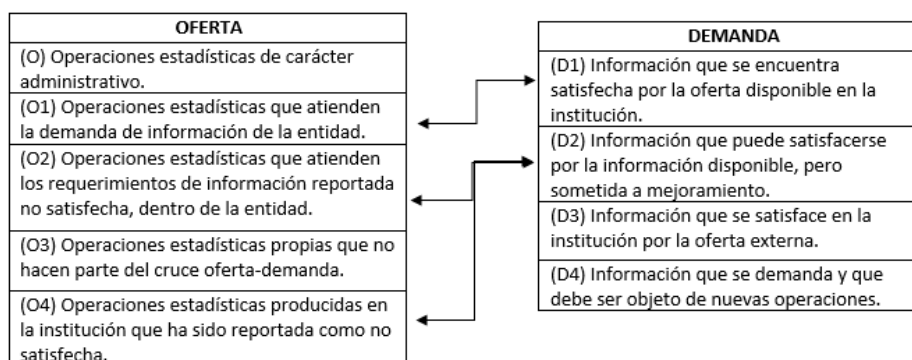 OFERTA
(O) Operaciones estadísticas de carácter
administrativo.
(O1) Operaciones estadísticas que atienden
la demanda de información de la entidad.
(O2) Operaciones estadísticas que atienden
los requerimientos de información reportada
no satisfecha, dentro de la entidad.
(O3) Operaciones estadísticas propias que no
hacen parte del cruce oferta-demanda.
(O4) Operaciones estadísticas producidas en
la institución que ha sido reportada como no
satisfecha.
DEMANDA
(D1) Información que se encuentra
satisfecha por la oferta disponible en la
institución.
(D2) Información que puede satisfacerse
por la información disponible, pero
sometida a mejoramiento.
(D3) Información que se satisface en la
institución por la oferta externa.
(D4) Información que se demanda y que
debe ser objeto de nuevas operaciones.